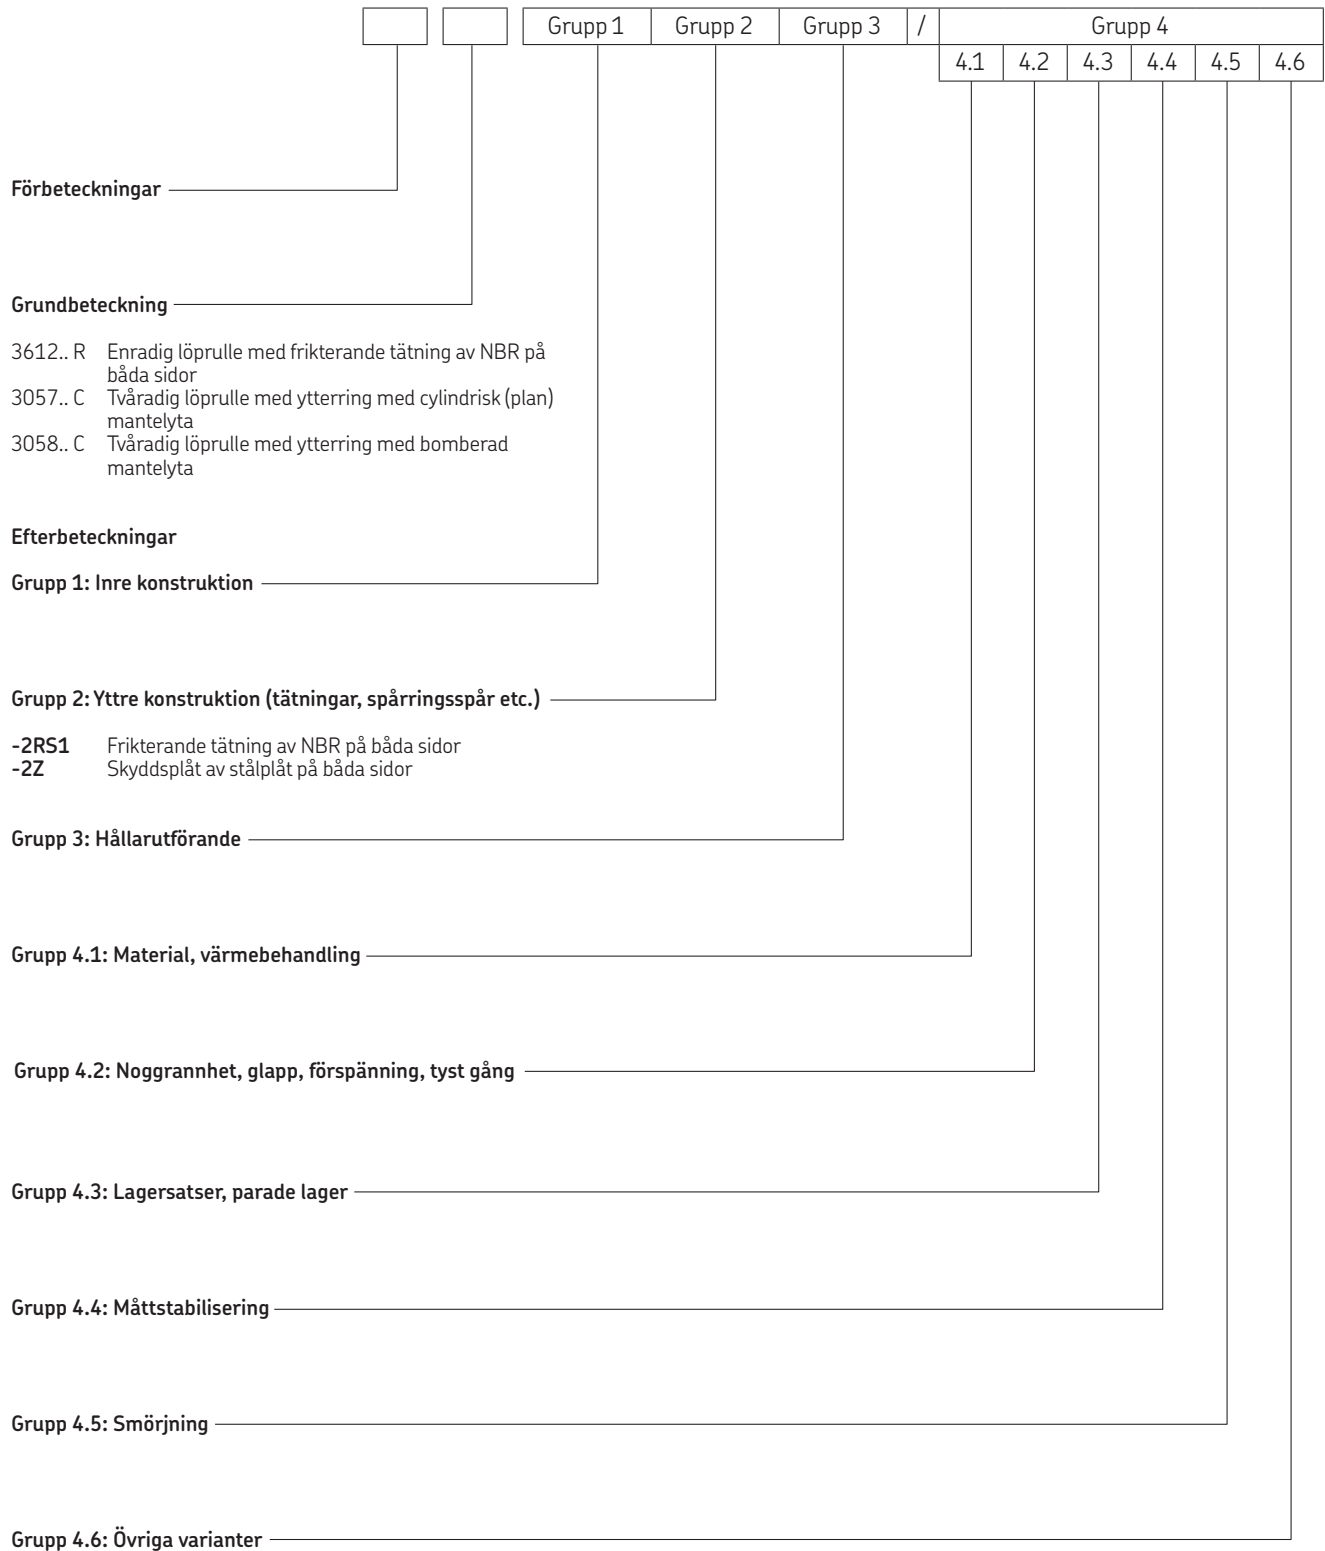 Grupp 1 Grupp 2 Grupp 3 / Grupp 4
4.1 4.2 4.3 4.4 4.5 4.6
Förbeteckningar
Grundbeteckning
3612.. R Enradig löprulle med frikterande tätning av NBR på
båda sidor
3057.. C Tvåradig löprulle med ytterring med cylindrisk (plan)
mantelyta
3058.. C Tvåradig löprulle med ytterring med bomberad
mantelyta
Efterbeteckningar
Grupp 1: Inre konstruktion
Grupp 2: Yttre konstruktion (tätningar, spårringsspår etc.)
-2RS1 Frikterande tätning av NBR på båda sidor
-2Z Skyddsplåt av stålplåt på båda sidor
Grupp 3: Hållarutförande
Grupp 4.1: Material, värmebehandling
Grupp 4.2: Noggrannhet, glapp, förspänning, tyst gång
Grupp 4.3: Lagersatser, parade lager
Grupp 4.4: Måttstabilisering
Grupp 4.5: Smörjning
Grupp 4.6: Övriga varianter